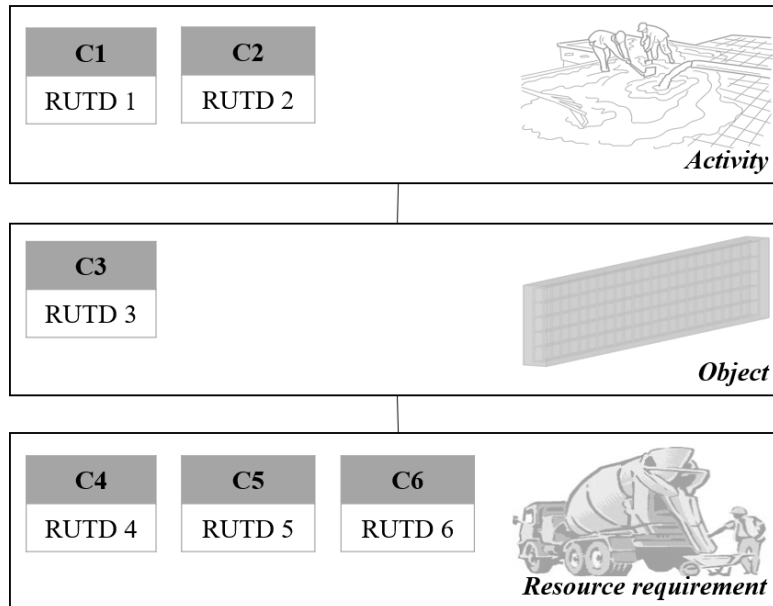 C1 C2
RUTD 1 RUTD 2
Activity
C3
RUTD 3
Object
C4 C5 C6
RUTD 4 RUTD 5 RUTD 6
Resource requirement